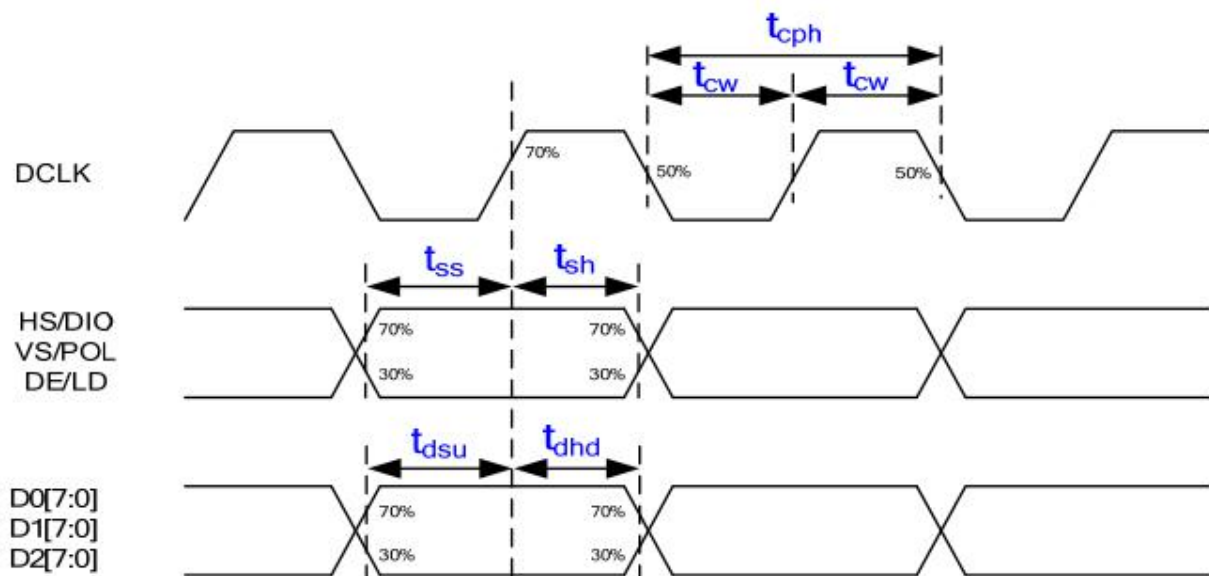 tcph
tcw tcw
DCLK
70%
50%
50%
tss tsh
HS/DIO
VS/POL
DE/LD
70%
70%
30%
30%
tdsu tdhd
D0[7:0]
D1[7:0]
D2[7:0]
70%
70%
30%
30%